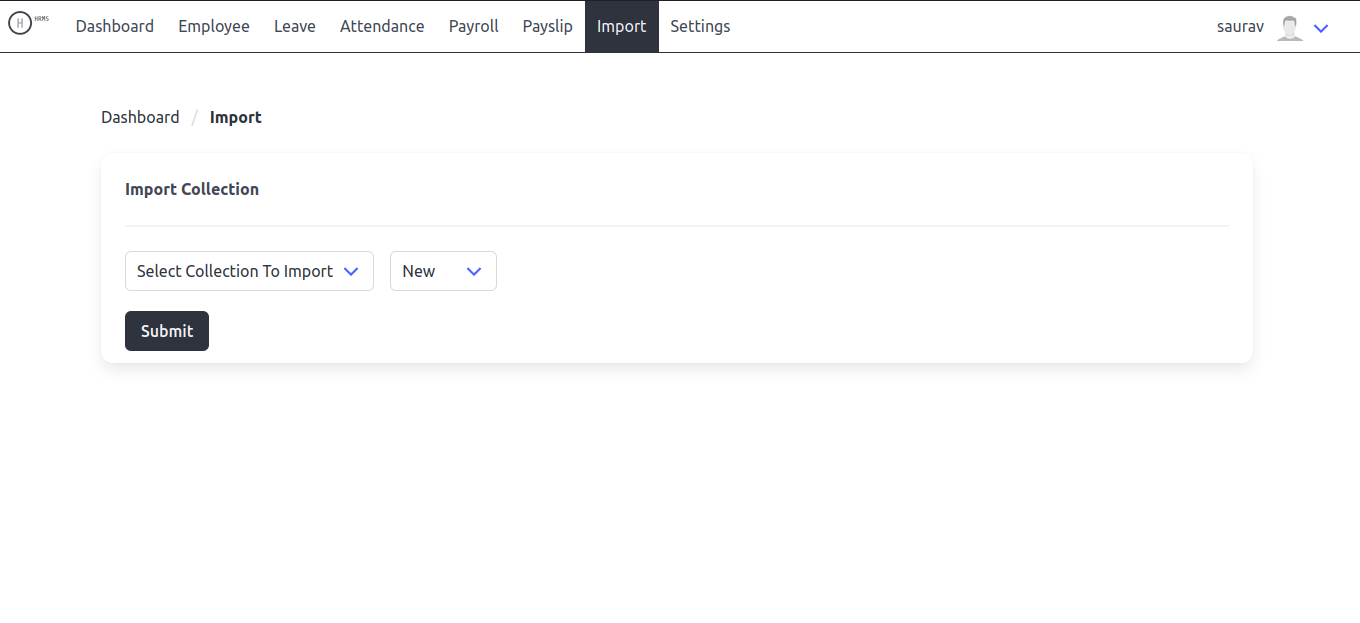 H HRMS Dashboard Employee Leave Attendance Payroll Payslip Import Settings saurav
Dashboard / Import
Import Collection
Select Collection To Import New
Submit